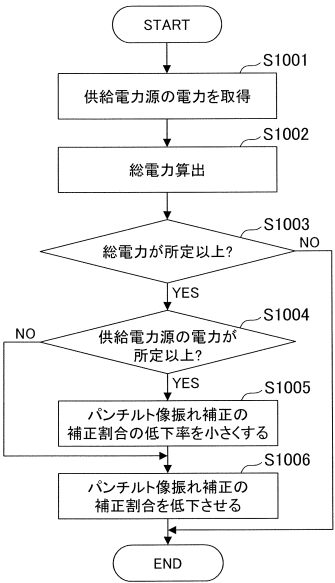 START
S1001
供給電力源の電力を取得
S1002
総電力算出
S1003
総電力が所定以上?
NO
YES
S1004
NO
供給電力源の電力が
所定以上?
YES
S1005
パンチルト像振れ補正の
補正割合の低下率を小さくする
S1006
パンチルト像振れ補正の
補正割合を低下させる
END